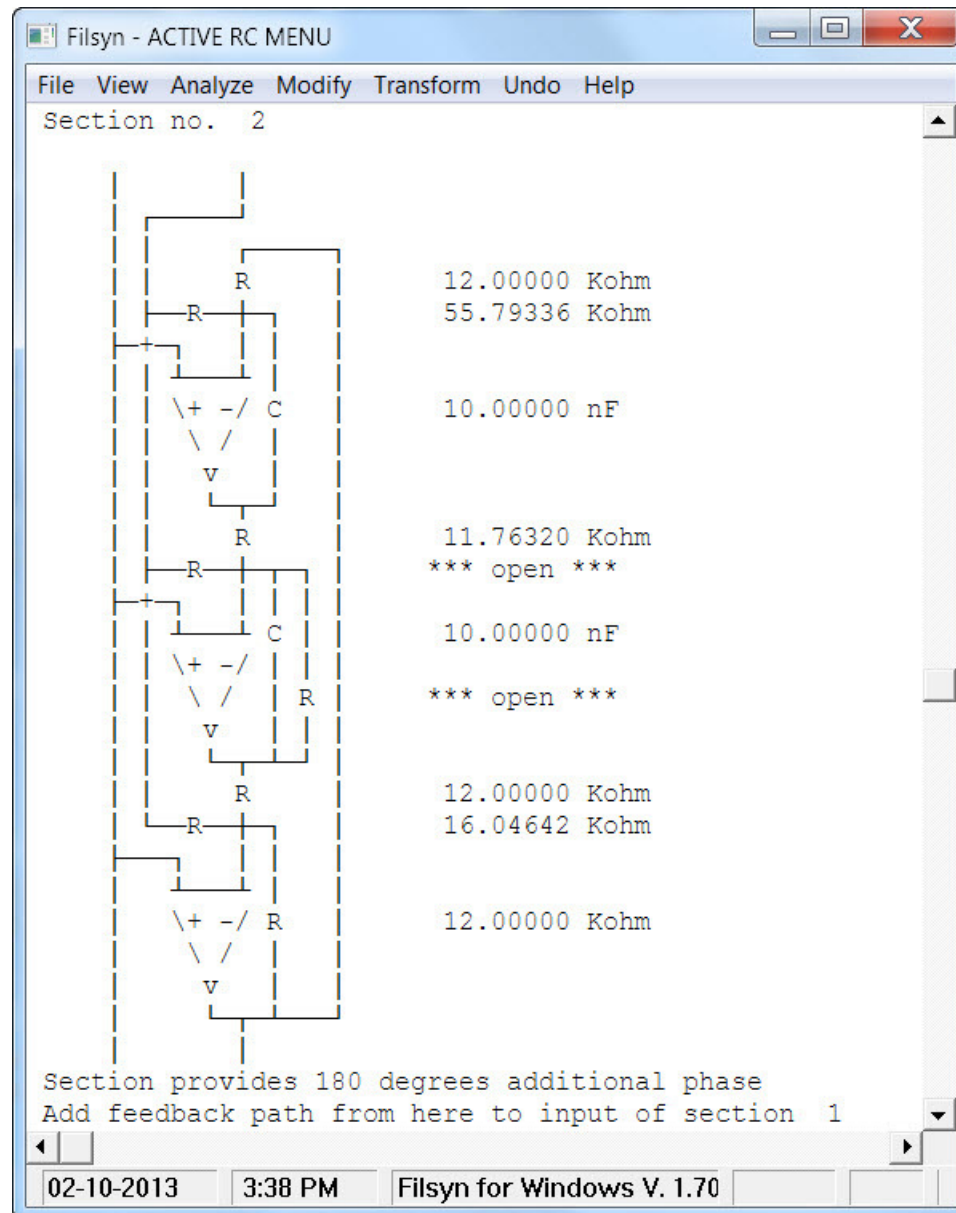 Filsyn - ACTIVE RC MENU
File View Analyze Modify Transform Undo Help
Section no. 2
R 12.00000 Kohm
R 55.79336 Kohm
+
\+ -/ C 10.00000 nF
\ /
v
R 11.76320 Kohm
R *** open ***
+
C 10.00000 nF
\+ -/
\ / R *** open ***
v
R 12.00000 Kohm
R 16.04642 Kohm
\+ -/ R 12.00000 Kohm
\ /
v
Section provides 180 degrees additional phase
Add feedback path from here to input of section 1
02-10-2013 3:38 PM Filsyn for Windows V. 1.70